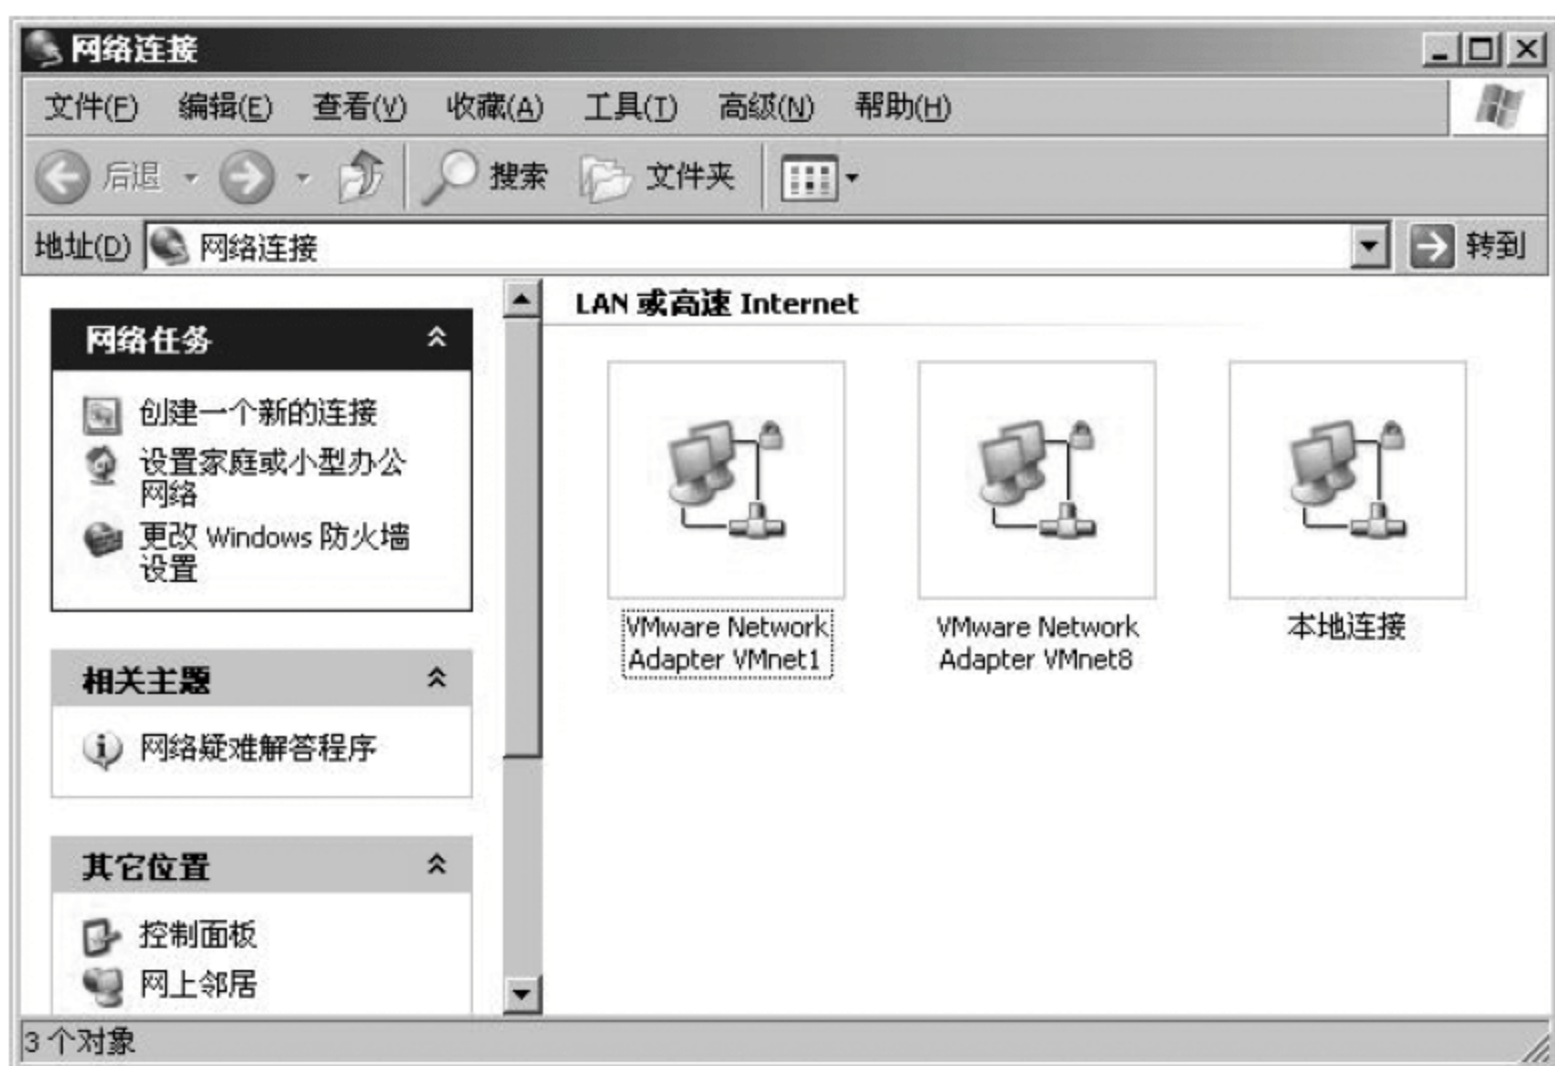 网络连接
文件(F) 编辑(E) 查看(V) 收藏(A) 工具(T) 高级(N) 帮助(H)
后退 搜索 文件夹
地址(D) 网络连接 转到
网络任务
创建一个新的连接
设置家庭或小型办公
网络
更改 Windows 防火墙
设置
相关主题
网络疑难解答程序
其它位置
控制面板
网上邻居
LAN 或高速 Internet
VMware Network
Adapter VMnet1
VMware Network
Adapter VMnet8
本地连接
3 个对象